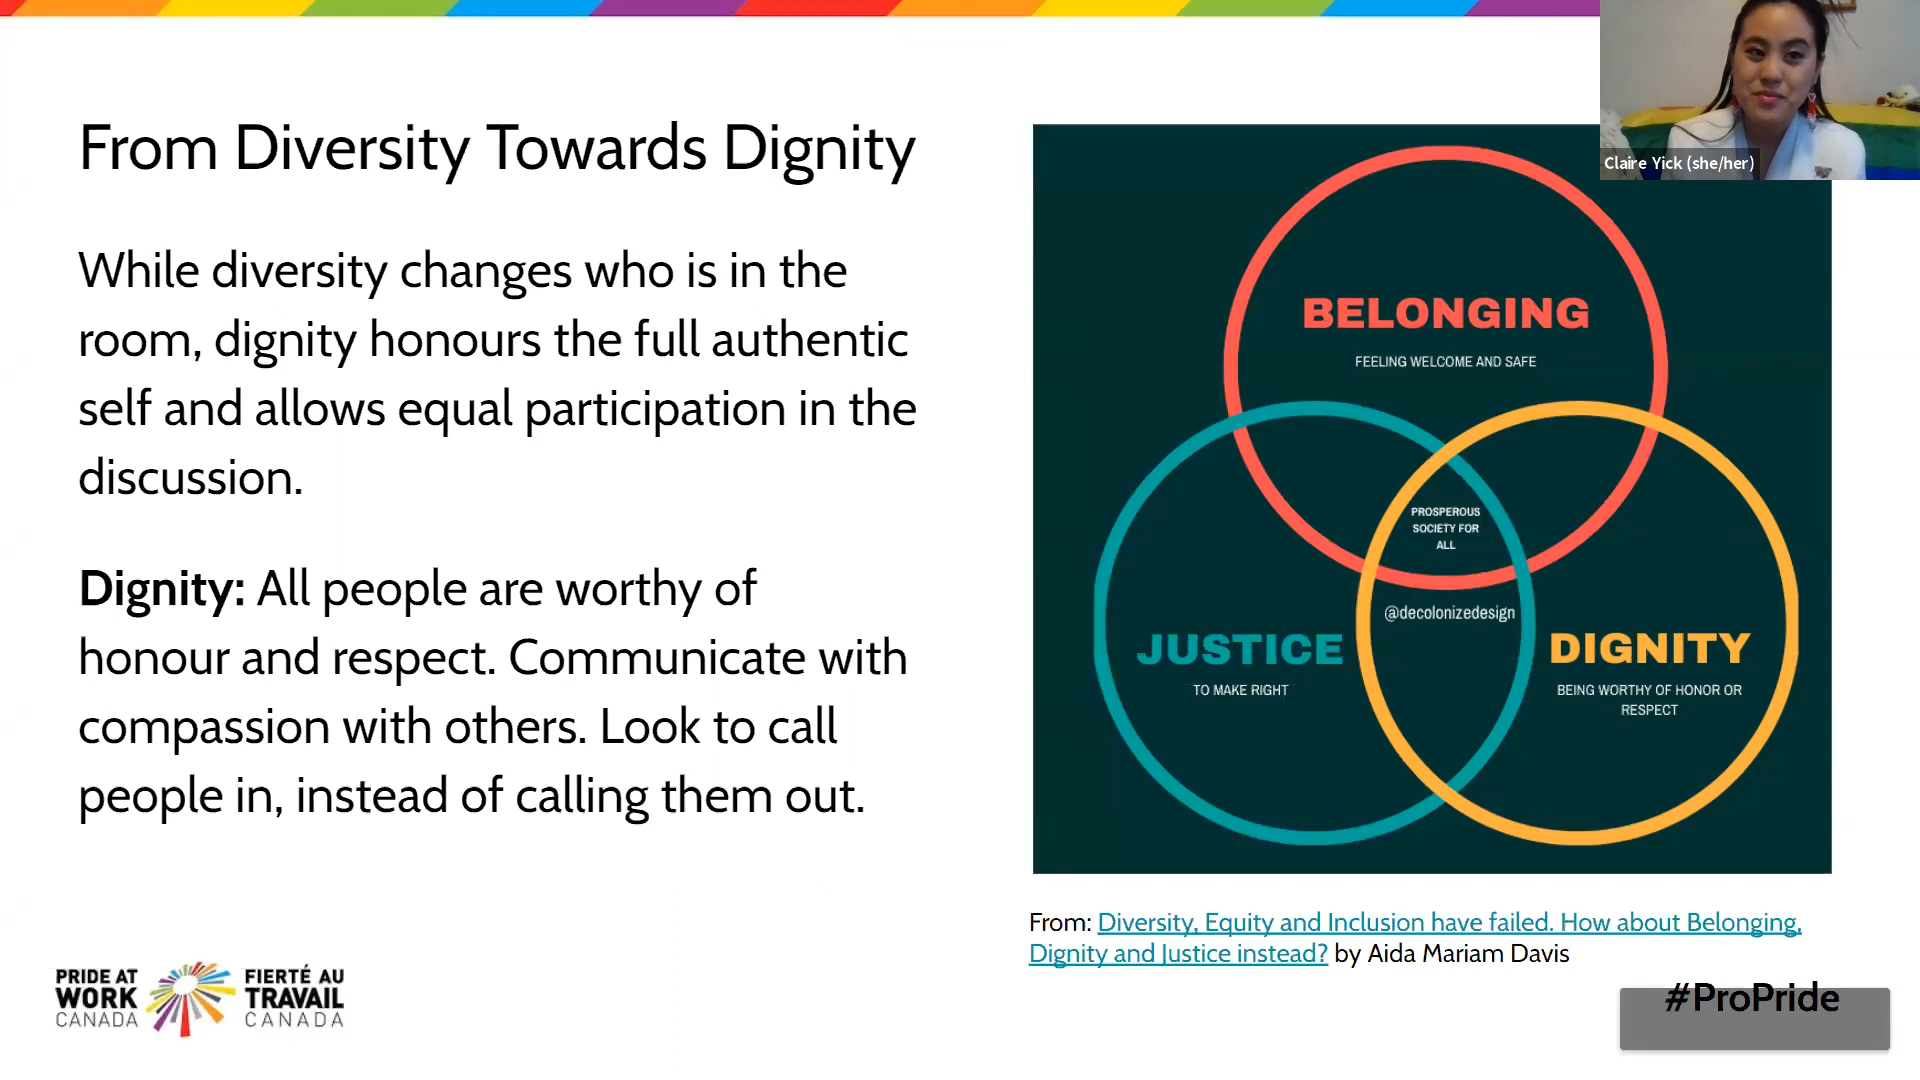 Claire Yick (she/her)
From Diversity Towards Dignity
While diversity changes who is in the
room, dignity honours the full authentic
self and allows equal participation in the
discussion.
Dignity: All people are worthy of
honour and respect. Communicate with
compassion with others. Look to call
people in, instead of calling them out.
BELONGING
FEELING WELCOME AND SAFE
PROSPEROUS
SOCIETY FOR
ALL
@decolonizedesign
JUSTICE
TO MAKE RIGHT
DIGNITY
BEING WORTHY OF HONOR OR
RESPECT
From: Diversity, Equity and Inclusion have failed. How about Belonging,
Dignity and Justice instead? by Aida Mariam Davis
PRIDE AT
WORK
CANADA
FIERTÉ AU
TRAVAIL
CANADA
#ProPride